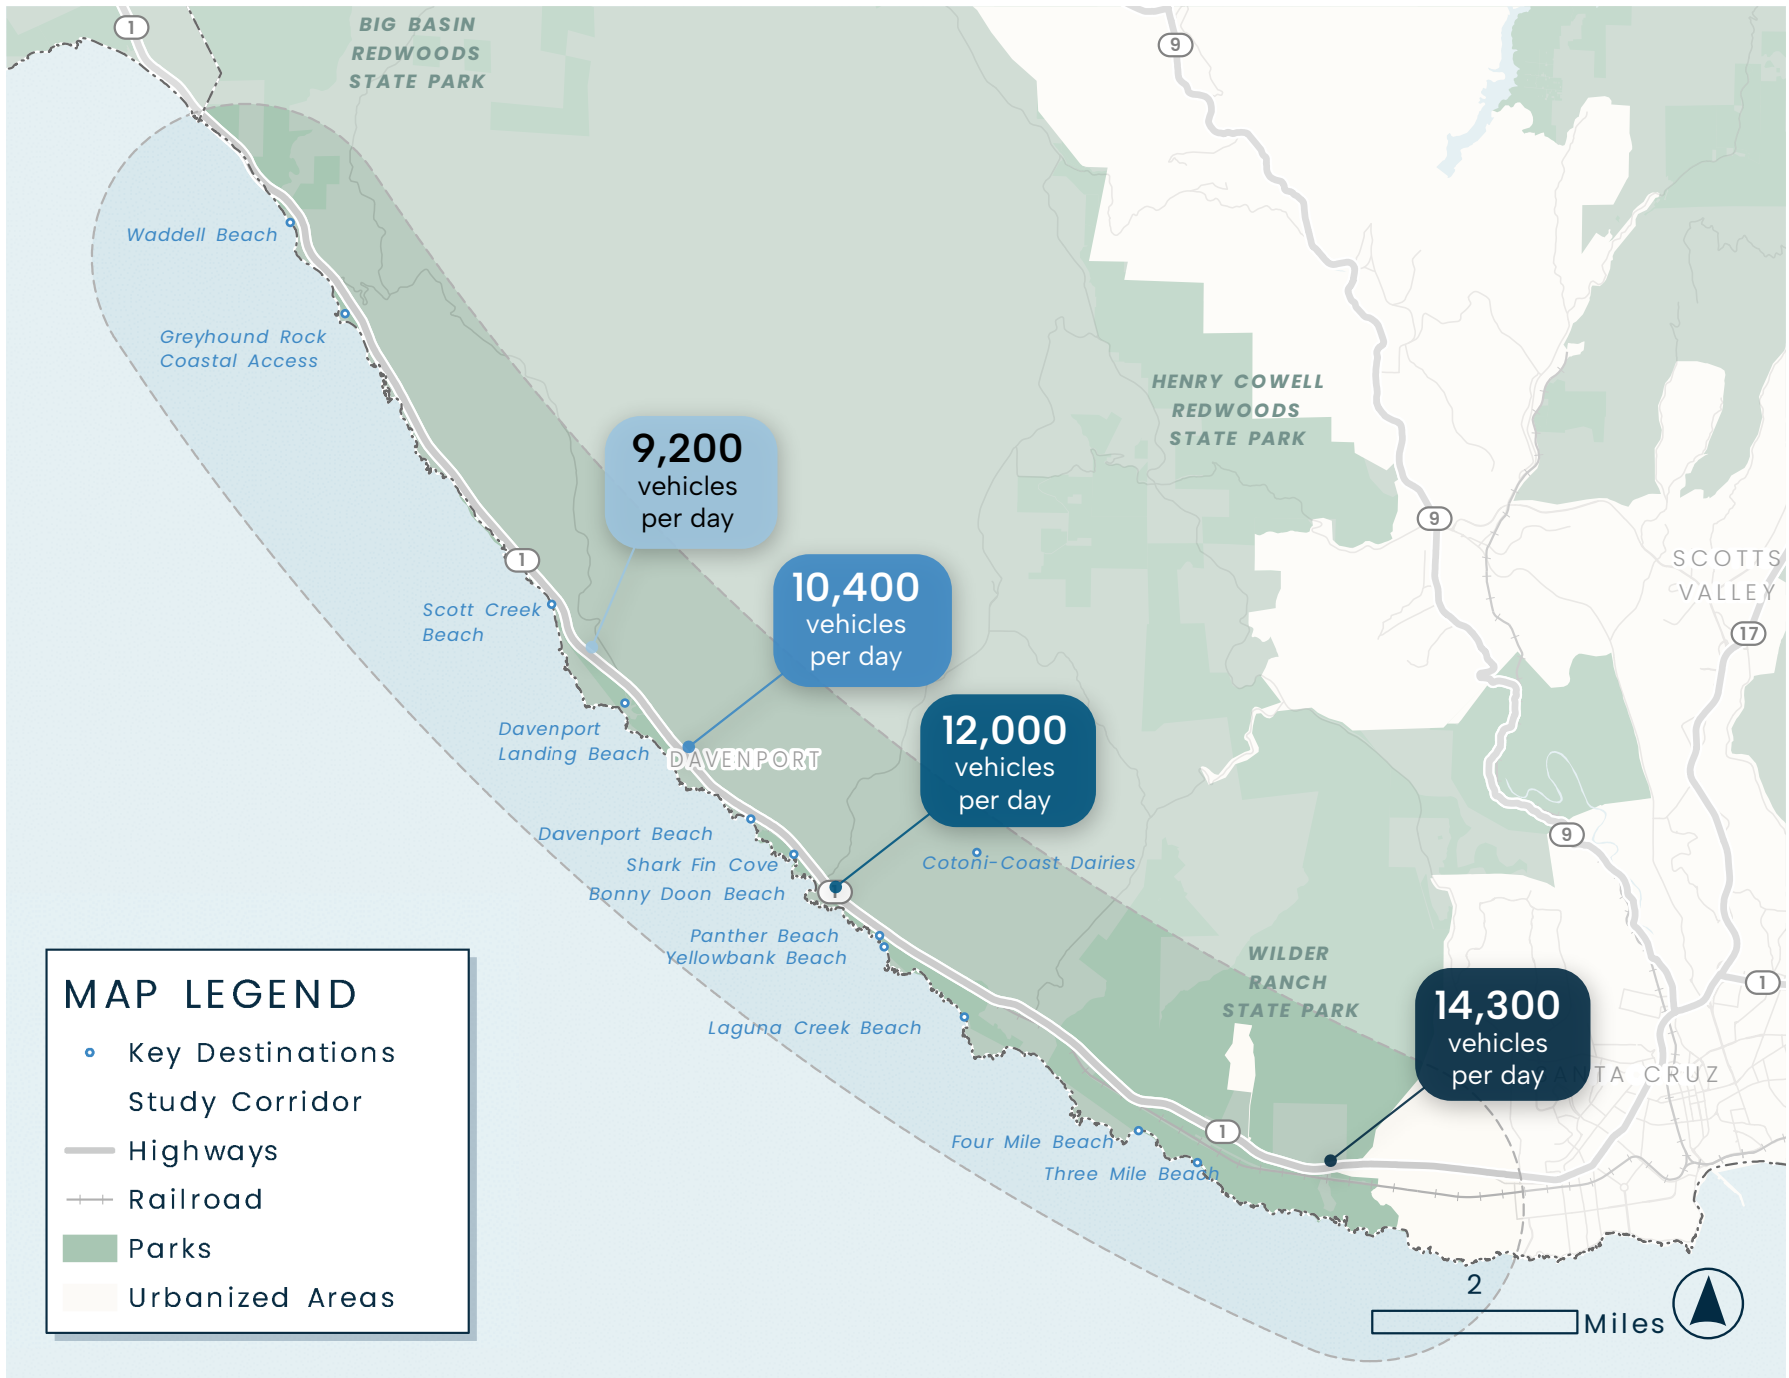 1
BIG BASIN
REDWOODS
STATE PARK
9
Waddell Beach
Greyhound Rock
Coastal Access
HENRY COWELL
REDWOODS
STATE PARK
9,200
vehicles
per day
9
1
SCOTTS
VALLEY
10,400
vehicles
per day
Scott Creek
Beach
17
12,000
vehicles
per day
Davenport
Landing Beach
DAVENPORT
Davenport Beach
9
Shark Fin Cove
Cotoni-Coast Dairies
Bonny Doon Beach
Panther Beach
Yellowbank Beach
WILDER
RANCH
STATE PARK
1
14,300
vehicles
per day
Laguna Creek Beach
NTA CRUZ
Four Mile Beach
1
Three Mile Beach
MAP LEGEND
Key Destinations
Study Corridor
Highways
Railroad
Parks
Urbanized Areas
2
Miles